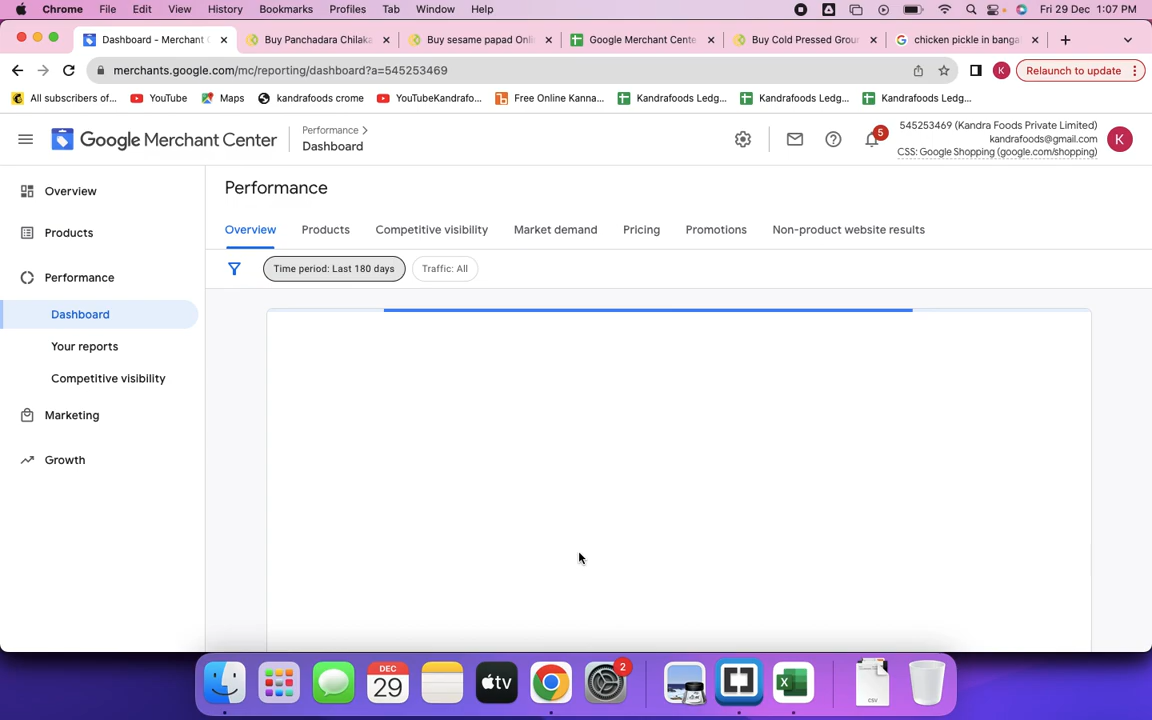 Chrome File Edit View History Bookmarks Profiles Tab Window Help Fri 29 Dec 1:07 PM
Dashboard - Merchant C Buy Panchadara Chilaka Buy sesame papad Onli Google Merchant Cente Buy Cold Pressed Groun chicken pickle in banga
merchants.google.com/mc/reporting/dashboard?a=545253469 K Relaunch to update
All subscribers of... YouTube Maps kandrafoods crome YouTubeKandrafo... Free Online Kanna... Kandrafoods Ledg... Kandrafoods Ledg... Kandrafoods Ledg...
Google Merchant Center
Performance
Dashboard
5
545253469 (Kandra Foods Private Limited)
kandrafoods@gmail.com
CSS: Google Shopping (google.com/shopping)
K
Overview
Products
Performance
Dashboard
Your reports
Competitive visibility
Marketing
Growth
Performance
Overview Products Competitive visibility Market demand Pricing Promotions Non-product website results
Time period: Last 180 days Traffic: All
DEC
29
tv
2
X
CSV